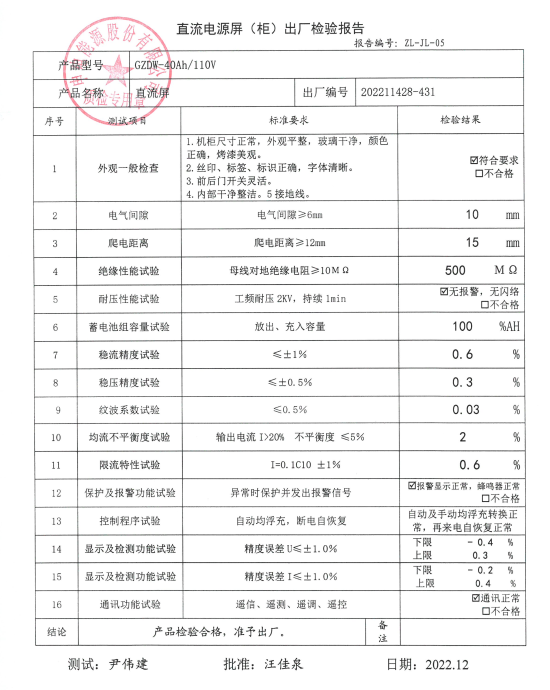 直流电源屏（柜）出厂检验报告
报告编号：ZL-JL-05
产品型号 GZDW-40Ah/110V
产品名称 直流屏 出厂编号 202211428-431
能源股份有限公司
质检专用章
序号 测试项目 标准要求 检验结果
1 外观一般检查 1.机柜尺寸正常，外观平整，玻璃干净，颜色
正确，烤漆美观。
2.丝印、标签、标识正确，字体清晰。
3.前后门开关灵活。
4.内部干净整洁。5接地线。
☑符合要求
□不合格
2 电气间隙 电气间隙≥6mm 10 mm
3 爬电距离 爬电距离≥12mm 15 mm
4 绝缘性能试验 母线对地绝缘电阻≥10MΩ 500 MΩ
5 耐压性能试验 工频耐压2KV，持续1min ☑无报警，无闪络
□不合格
6 蓄电池组容量试验 放出、充入容量 100 %AH
7 稳流精度试验 ≤±1% 0.6 %
8 稳压精度试验 ≤±0.5% 0.3 %
9 纹波系数试验 ≤0.5% 0.03 %
10 均流不平衡度试验 输出电流I>20% 不平衡度 ≤5% 2 %
11 限流特性试验 I=0.1C10 ±1% 0.6 %
12 保护及报警功能试验 异常时保护并发出报警信号 ☑报警显示正常，蜂鸣器正常
□不合格
13 控制程序试验 自动均浮充，断电自恢复 自动及手动均浮充转换正
常，再来电自恢复正常
14 显示及检测功能试验 精度误差U≤±1.0% 下限 - 0.4 %
上限 0.3 %
15 显示及检测功能试验 精度误差I≤±1.0% 下限 - 0.2 %
上限 0.4 %
16 通讯功能试验 遥信、遥测、遥调、遥控 ☑通讯正常
□不合格
结论 产品检验合格，准予出厂。 备
注
测试：尹伟建 批准：汪佳泉 日期：2022.12